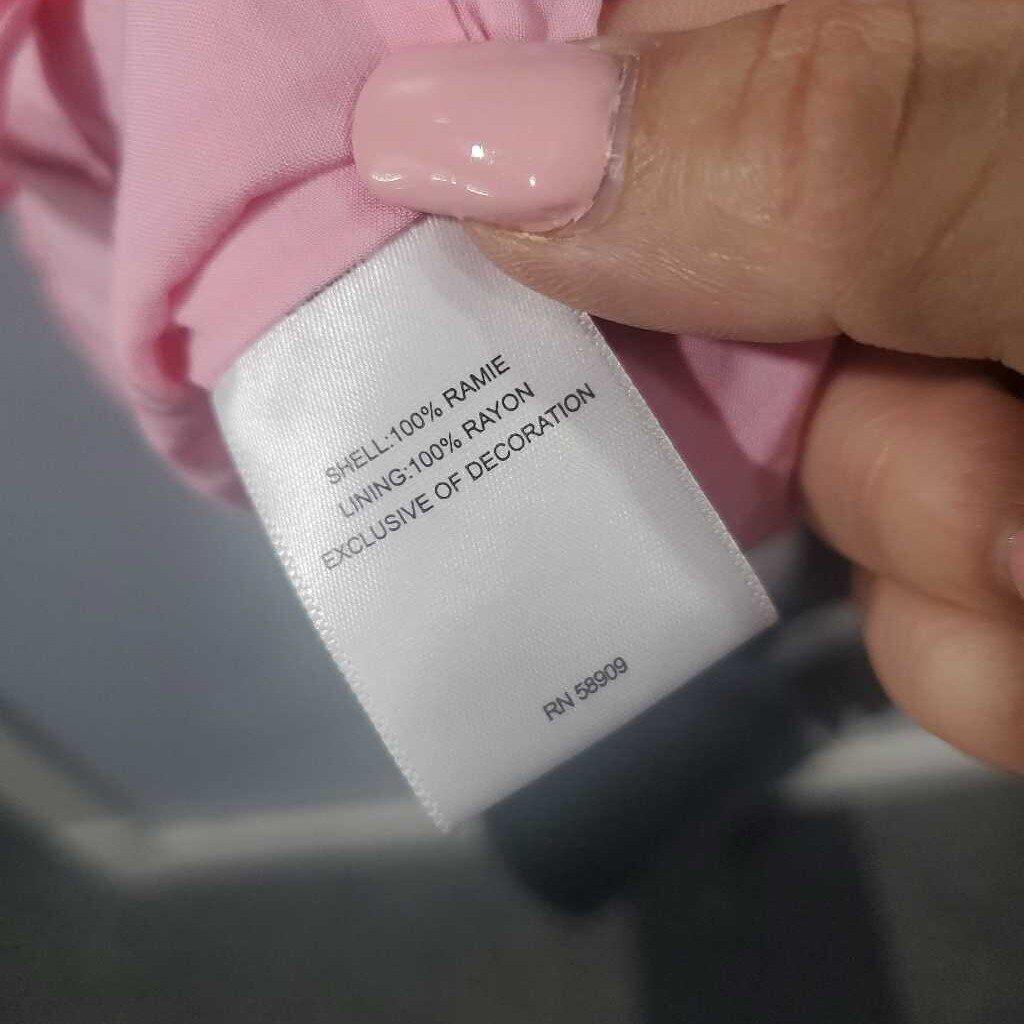 SHELL:100% RAMIE
LINING:100% RAYON
EXCLUSIVE OF DECORATION
RN 58909